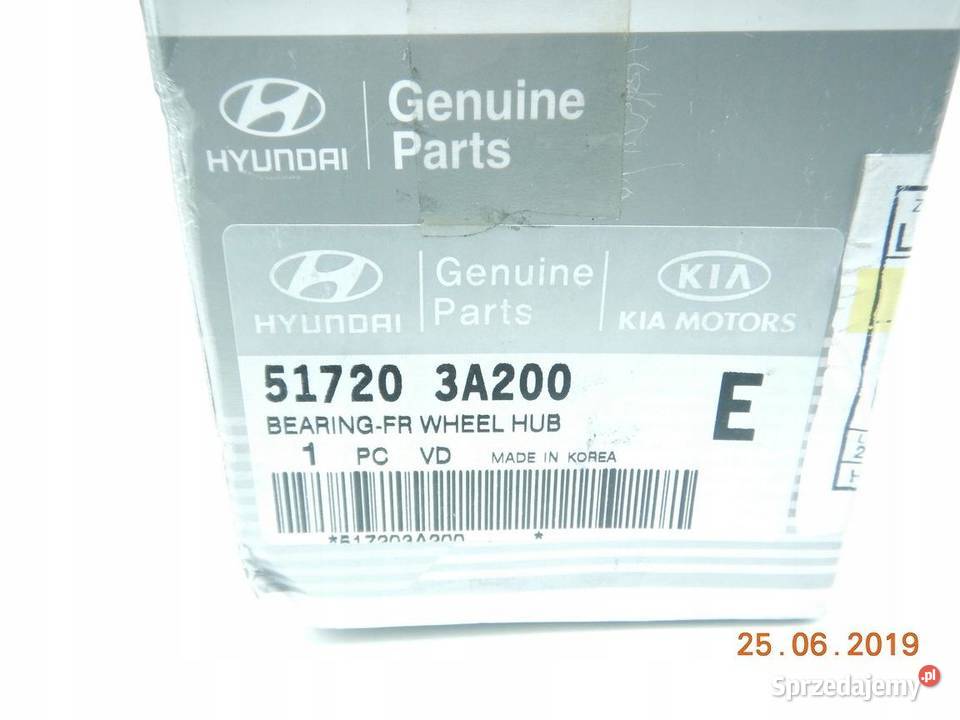 HYUNDAI
Genuine
Parts
HYUNDAI
Genuine
Parts
KIA
KIA MOTORS
51720 3A200
BEARING-FR WHEEL HUB
E
1 PC VD MADE IN KOREA
*517203A200 *
25.06.2019
Sprzedajemy.pl